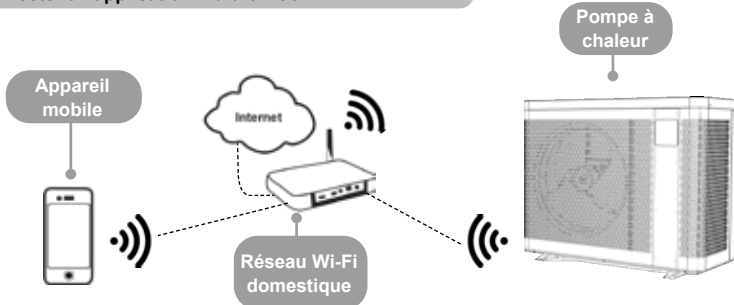 Pompe à
chaleur
Appareil
mobile
Internet
Réseau Wi-Fi
domestique